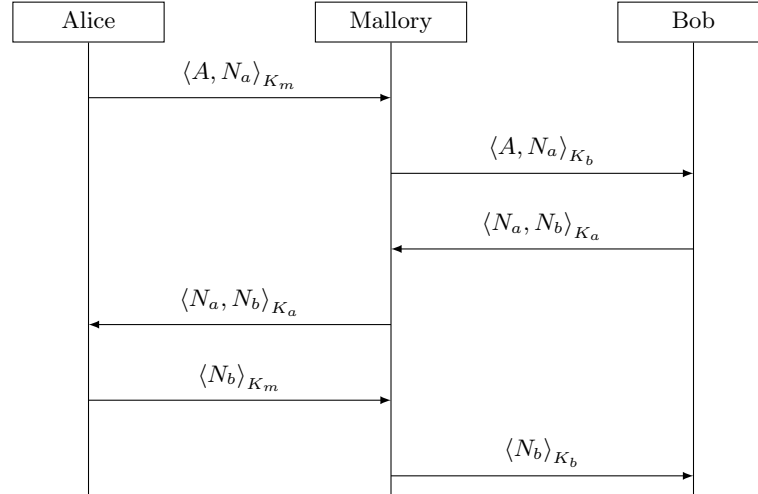 Alice Mallory Bob
⟨A, N_a⟩_{K_m}
⟨A, N_a⟩_{K_b}
⟨N_a, N_b⟩_{K_a}
⟨N_a, N_b⟩_{K_a}
⟨N_b⟩_{K_m}
⟨N_b⟩_{K_b}